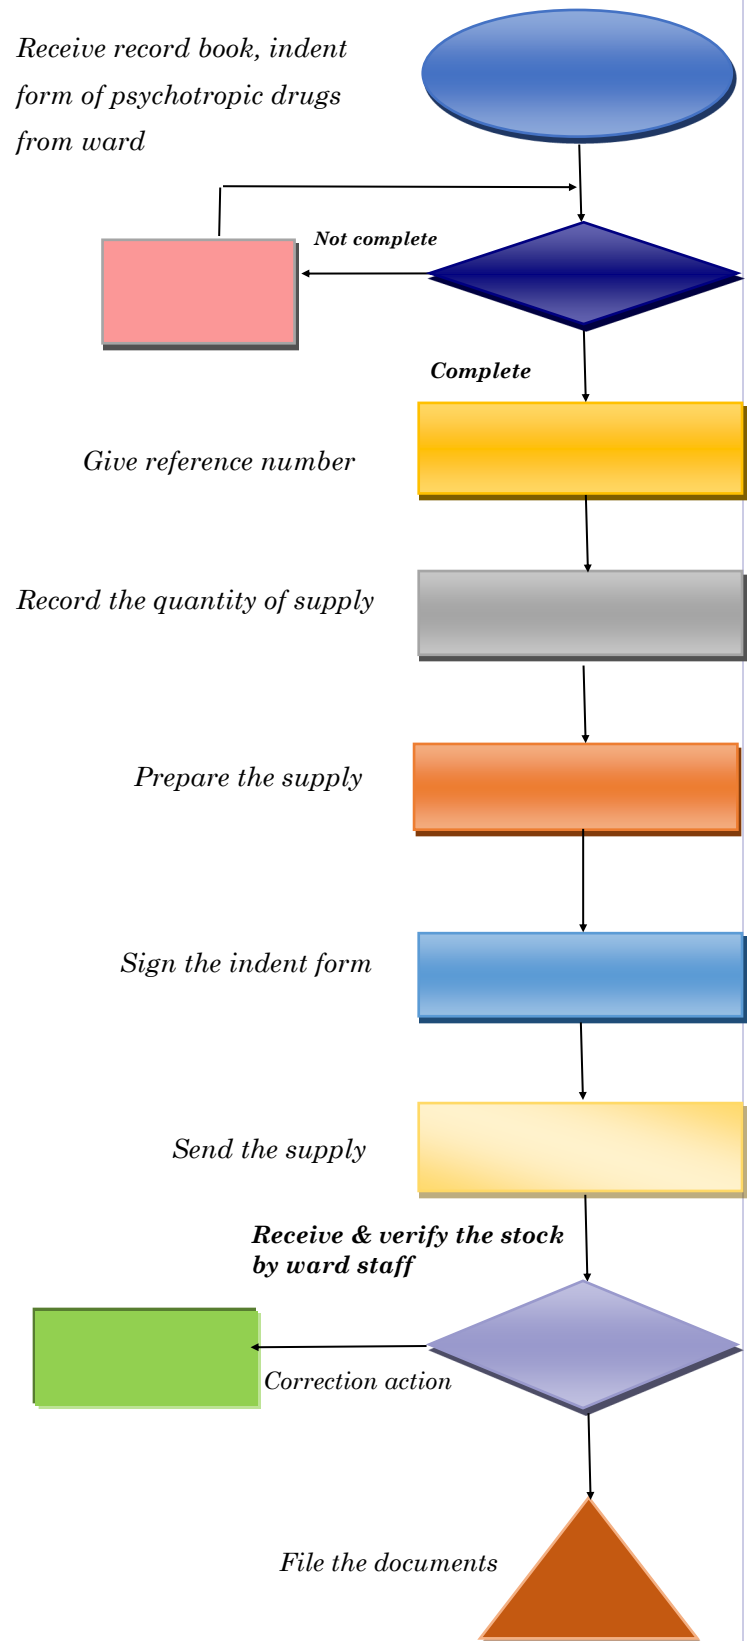 Receive record book, indent
form of psychotropic drugs
from ward
Not complete
Complete
Give reference number
Record the quantity of supply
Prepare the supply
Sign the indent form
Send the supply
Receive & verify the stock
by ward staff
Correction action
File the documents